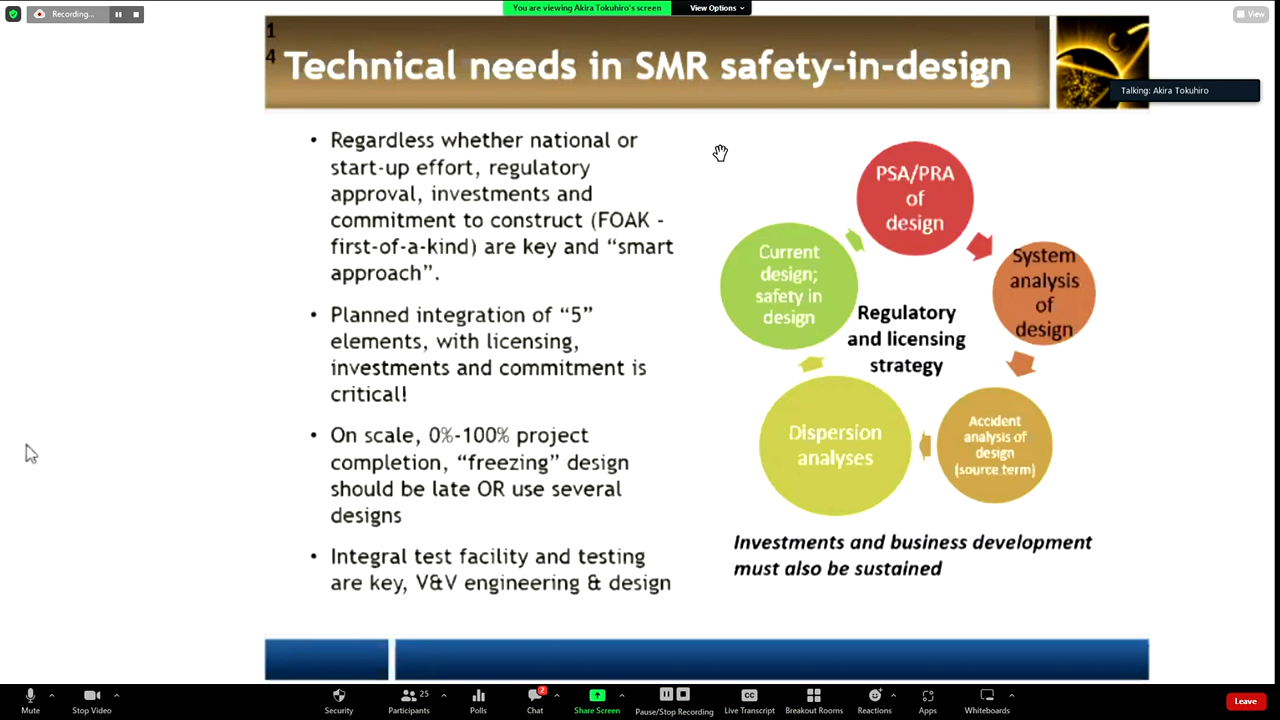 Recording...
You are viewing Akira Tokuhiro's screen
View Options
View
1
4
Technical needs in SMR safety-in-design
Talking: Akira Tokuhiro
• Regardless whether national or
start-up effort, regulatory
approval, investments and
commitment to construct (FOAK -
first-of-a-kind) are key and “smart
approach”.
• Planned integration of “5”
elements, with licensing,
investments and commitment is
critical!
• On scale, 0%-100% project
completion, “freezing” design
should be late OR use several
designs
• Integral test facility and testing
are key, V&V engineering & design
PSA/PRA
of
design
System
analysis
of
design
Accident
analysis of
design
(source term)
Dispersion
analyses
Current
design;
safety in
design
Regulatory
and licensing
strategy
Investments and business development
must also be sustained
Mute
Stop Video
Security
Participants
25
Polls
Chat
2
Share Screen
Pause/Stop Recording
CC
Live Transcript
Breakout Rooms
Reactions
Apps
Whiteboards
Leave